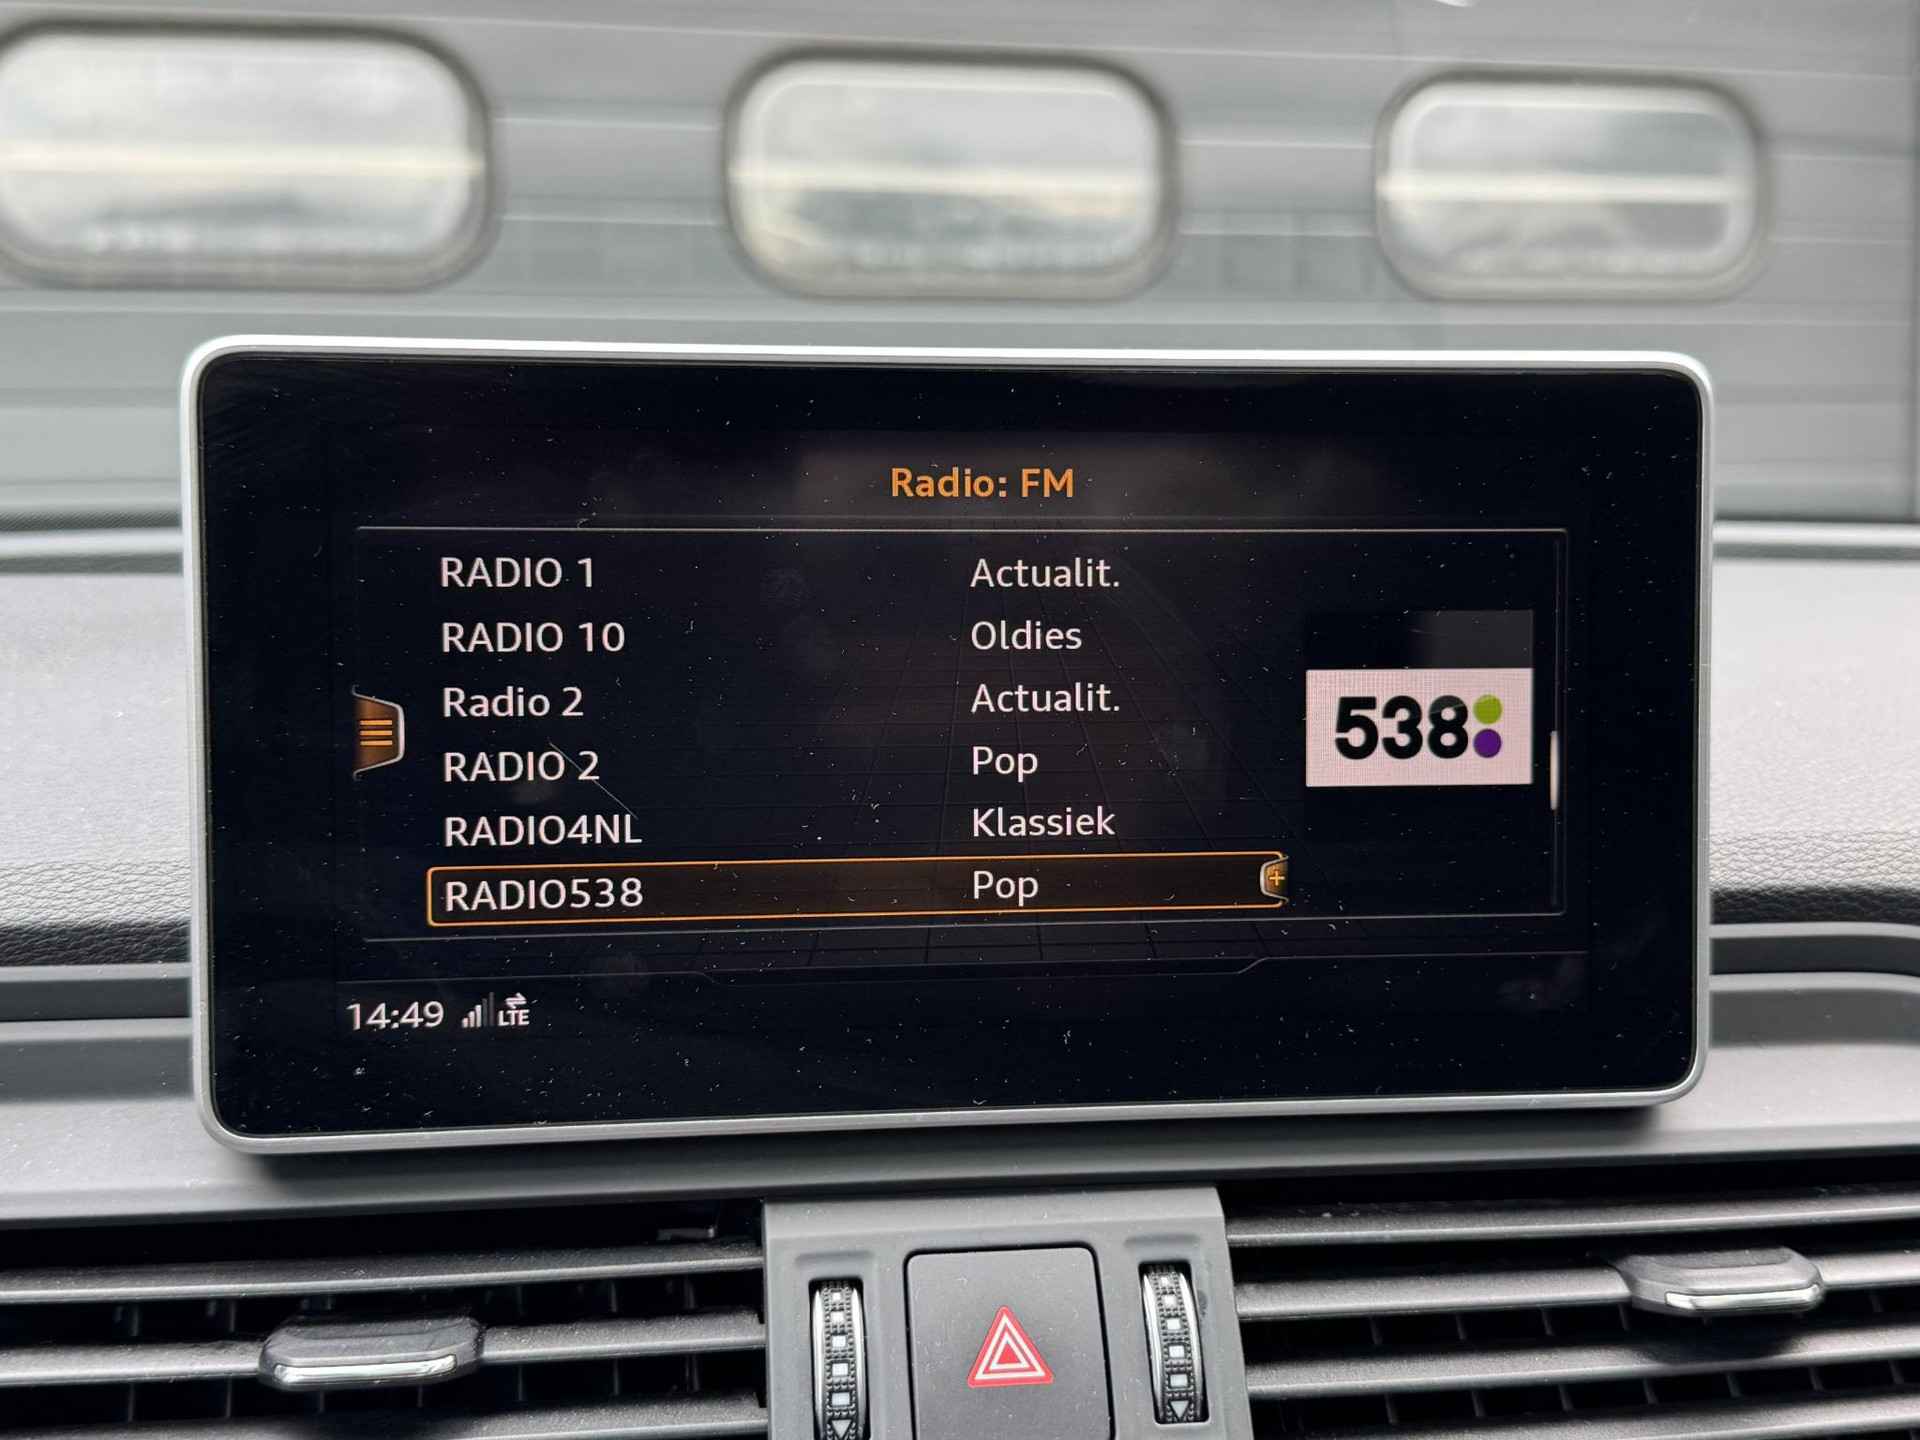 Radio: FM
RADIO 1 Actualit.
RADIO 10 Oldies
Radio 2 Actualit.
RADIO 2 Pop
RADIO4NL Klassiek
RADIO538 Pop
538
14:49 LTE